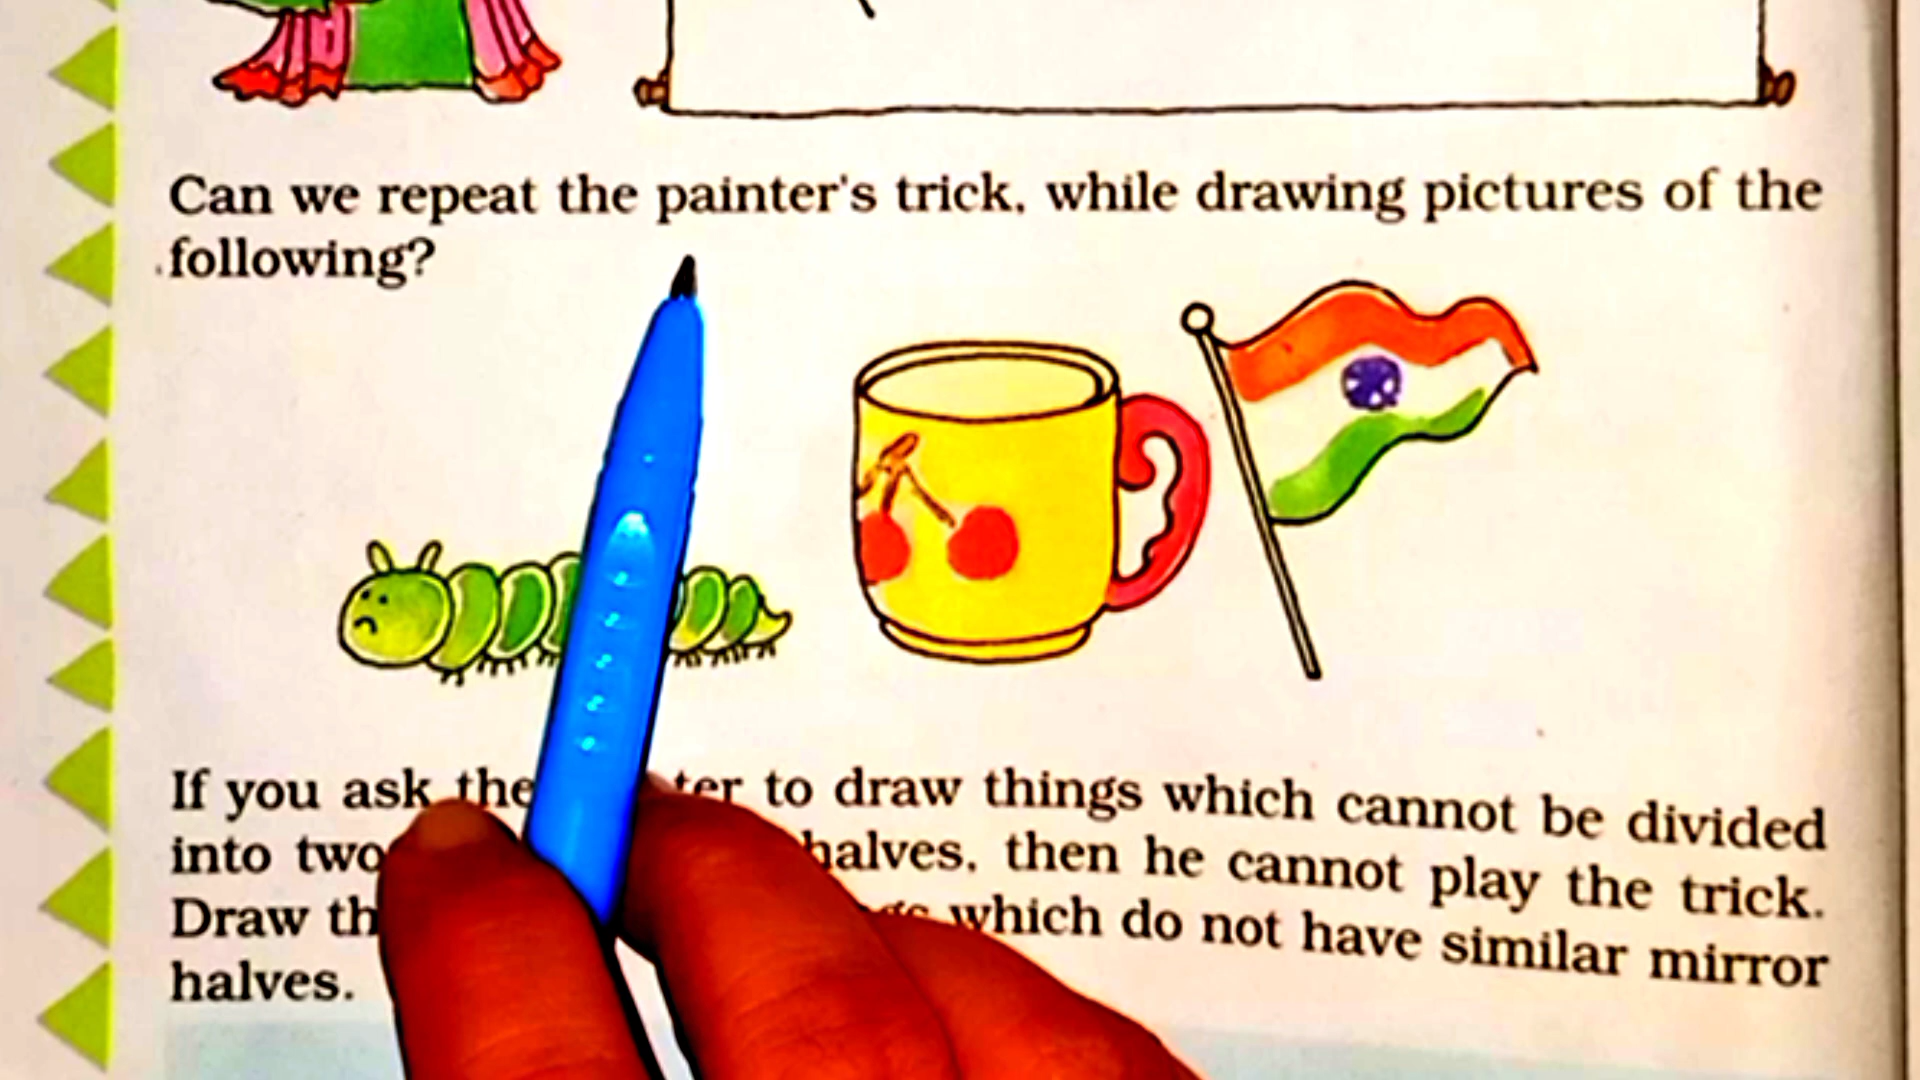 Can we repeat the painter's trick, while drawing pictures of the
following?
If you ask the to draw things which cannot be divided
into two halves, then he cannot play the trick.
Draw which do not have similar mirror
halves.